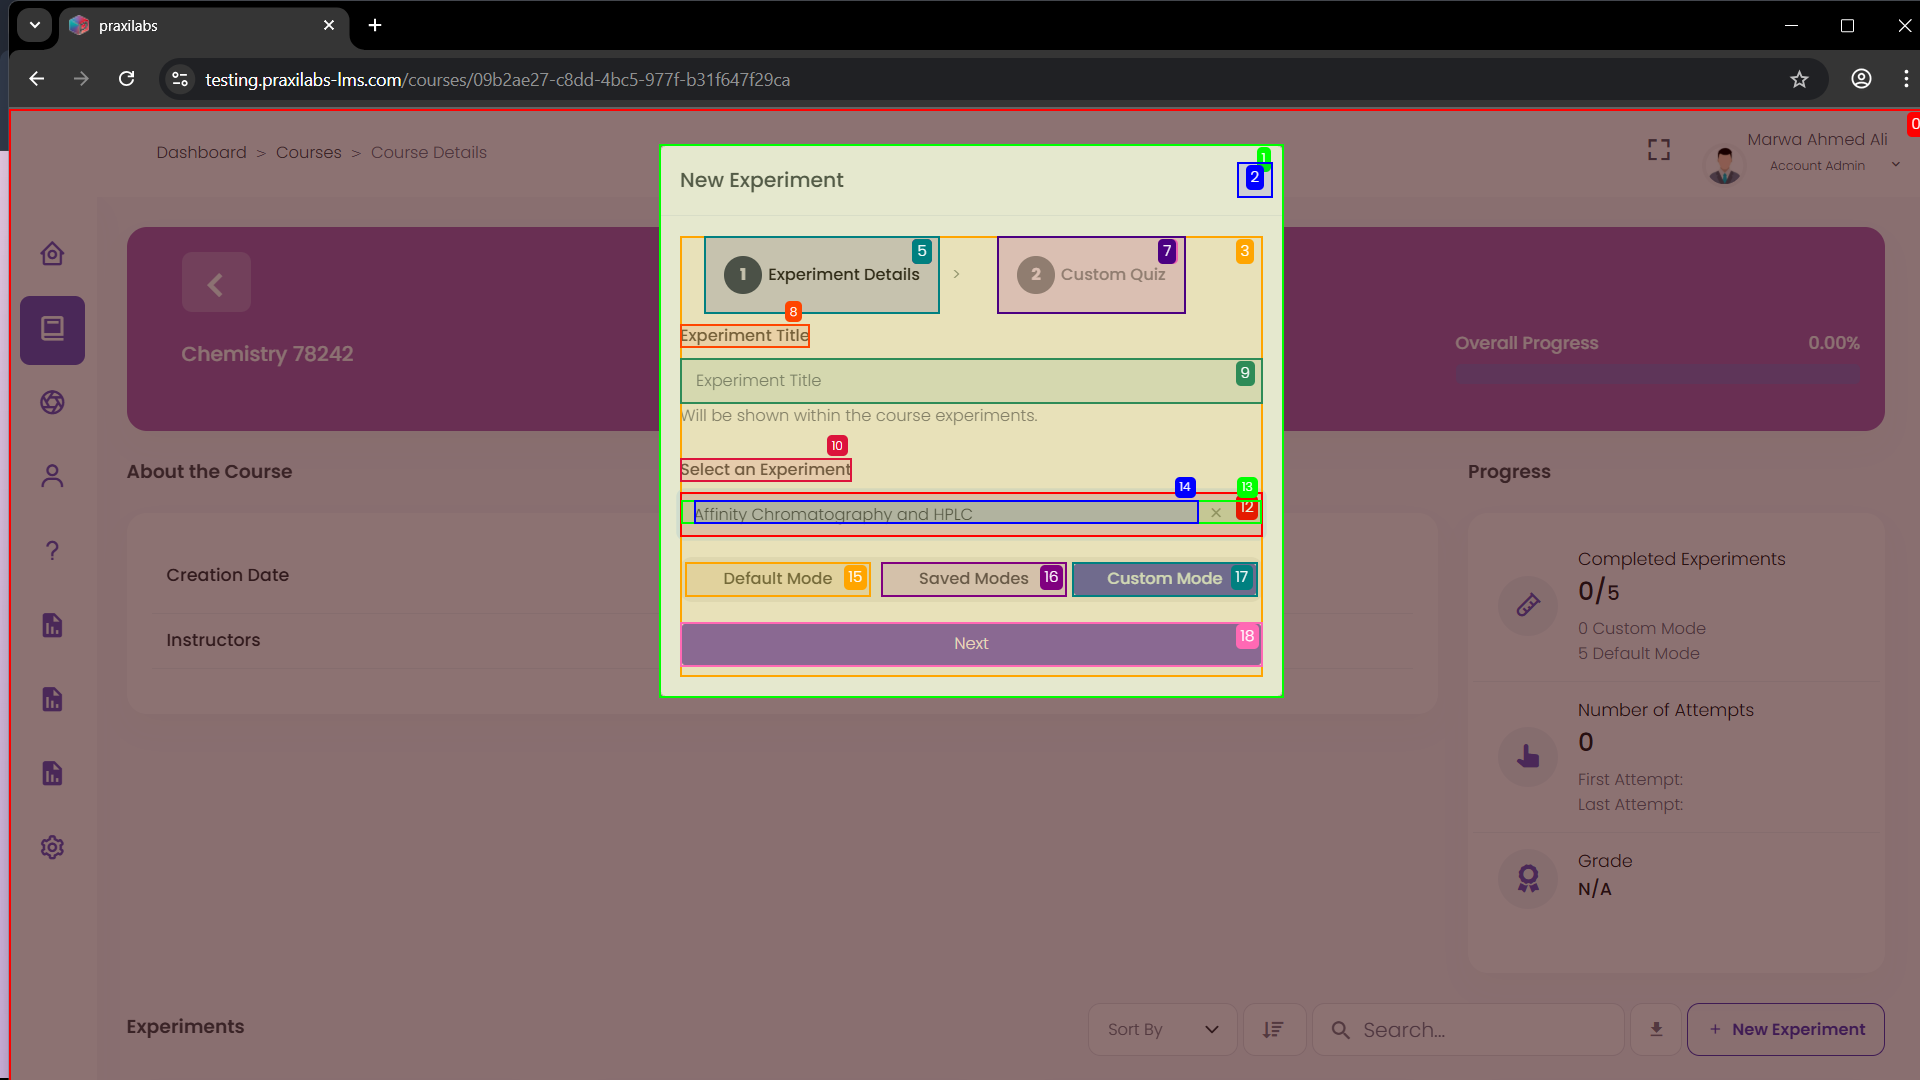 praxilabs
testing.praxilabs-lms.com/courses/09b2ae27-c8dd-4bc5-977f-b31f647f29ca
0
Dashboard > Courses > Course Details
Marwa Ahmed Ali
Account Admin
New Experiment
1
2
1 Experiment Details 5
>
2 Custom Quiz 7
3
Chemistry 78242
Overall Progress 0.00%
8
Experiment Title
Experiment Title 9
Will be shown within the course experiments.
10
Select an Experiment
14
13
Affinity Chromatography and HPLC
12
Default Mode 15
Saved Modes 16
Custom Mode 17
Next 18
About the Course
Creation Date
Instructors
Progress
Completed Experiments
0/5
0 Custom Mode
5 Default Mode
Number of Attempts
0
First Attempt:
Last Attempt:
Grade
N/A
Experiments
Sort By
Search...
+ New Experiment